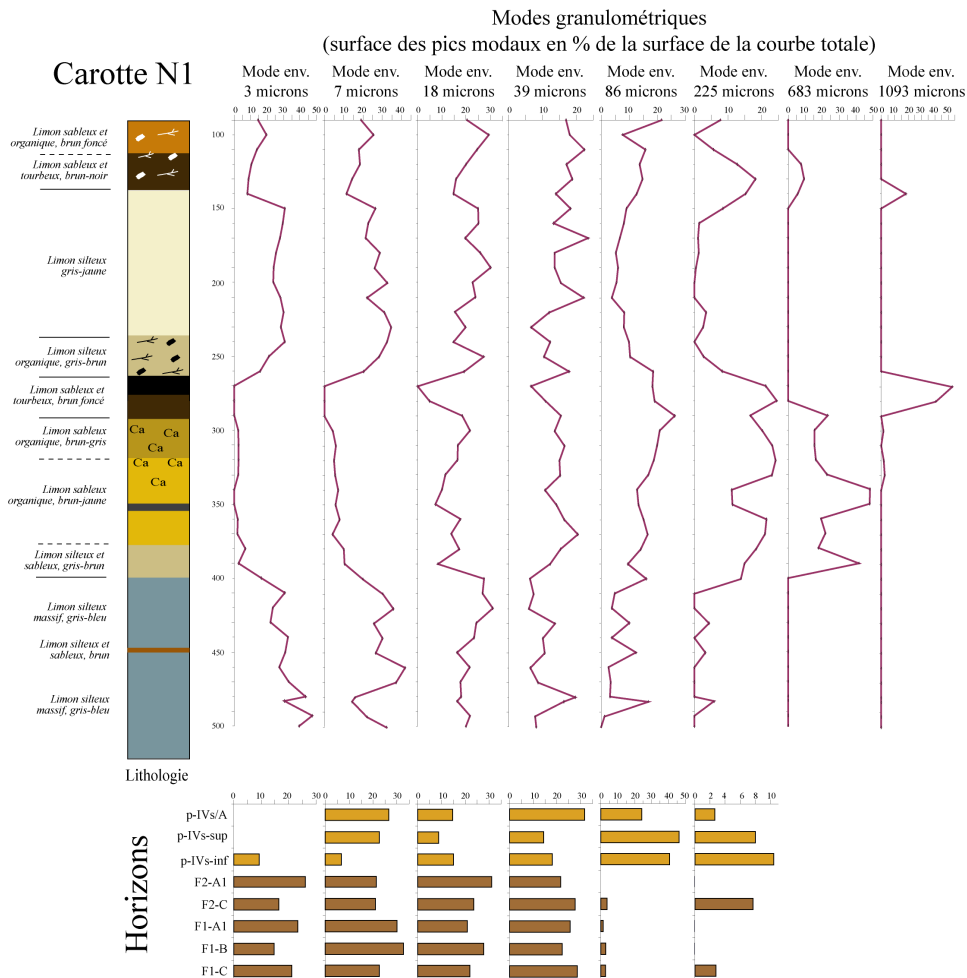 Modes granulométriques
(surface des pics modaux en % de la surface de la courbe totale)
Carotte N1
Mode env.
3 microns
Mode env.
7 microns
Mode env.
18 microns
Mode env.
39 microns
Mode env.
86 microns
Mode env.
225 microns
Mode env.
683 microns
Mode env.
1093 microns
0 10 20 30 40 50
0 10 20 30 40
0 10 20 30
0 10 20
0 10 20 30
0 10 20
0 10 20 30 40 50
0 10 20 30 40 50
100
150
200
250
300
350
400
450
500
Limon sableux et
organique, brun foncé
Limon sableux et
tourbeux, brun-noir
Limon silteux
gris-jaune
Limon silteux
organique, gris-brun
Limon sableux et
tourbeux, brun foncé
Limon sableux
organique, brun-gris
Limon sableux
organique, brun-jaune
Limon silteux et
sableux, gris-brun
Limon silteux
massif, gris-bleu
Limon silteux et
sableux, brun
Limon silteux
massif, gris-bleu
Ca Ca
Ca
Ca Ca
Ca
Lithologie
Horizons
0 10 20 30
0 10 20 30
0 10 20 30
0 10 20 30
0 10 20 30 40 50
0 2 4 6 8 10
p-IVs/A
p-IVs-sup
p-IVs-inf
F2-A1
F2-C
F1-A1
F1-B
F1-C